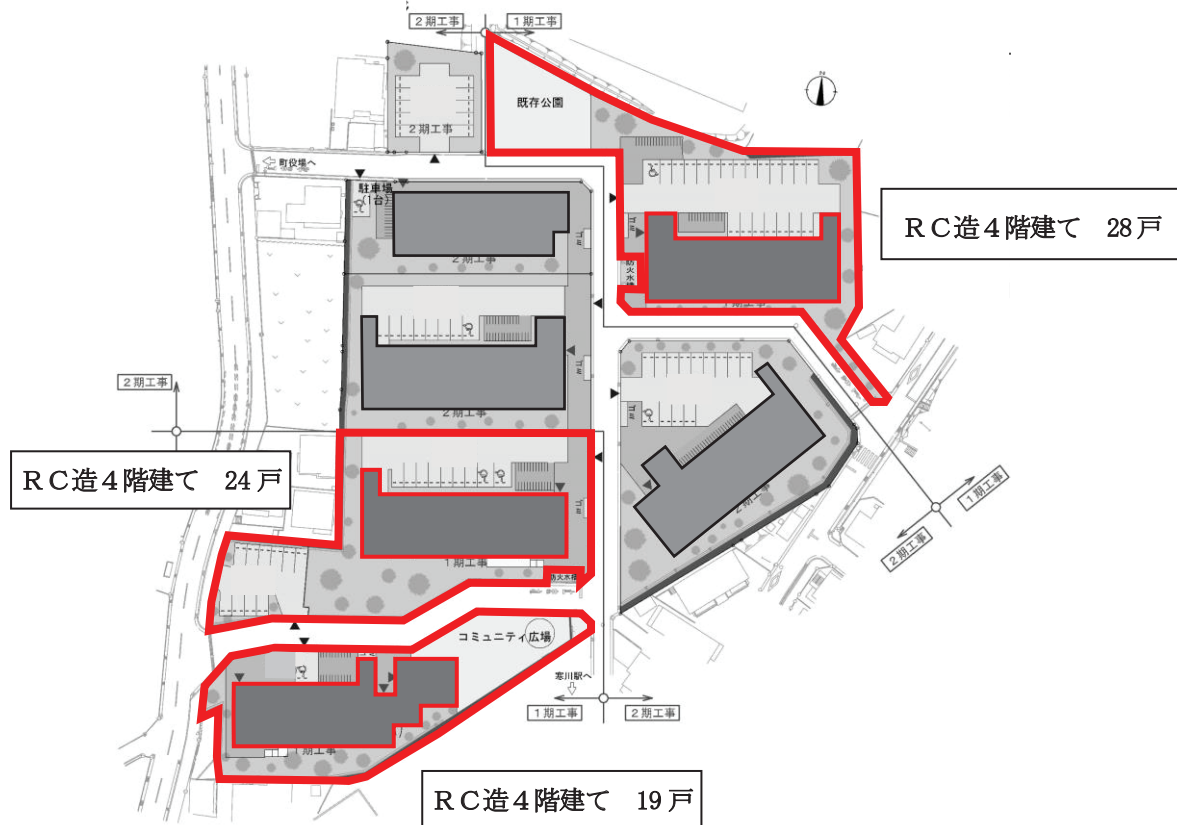 2期工事
1期工事
既存公園
N
2期工事
町役場へ
駐車場
(1台)
RC造4階建て 28戸
2期工事
防火水槽
1期工事
2期工事
2期工事
RC造4階建て 24戸
1期工事
2期工事
1期工事
2期工事
防火水槽
コミュニティ広場
寒川駅へ
1期工事
2期工事
1期工事
RC造4階建て 19戸